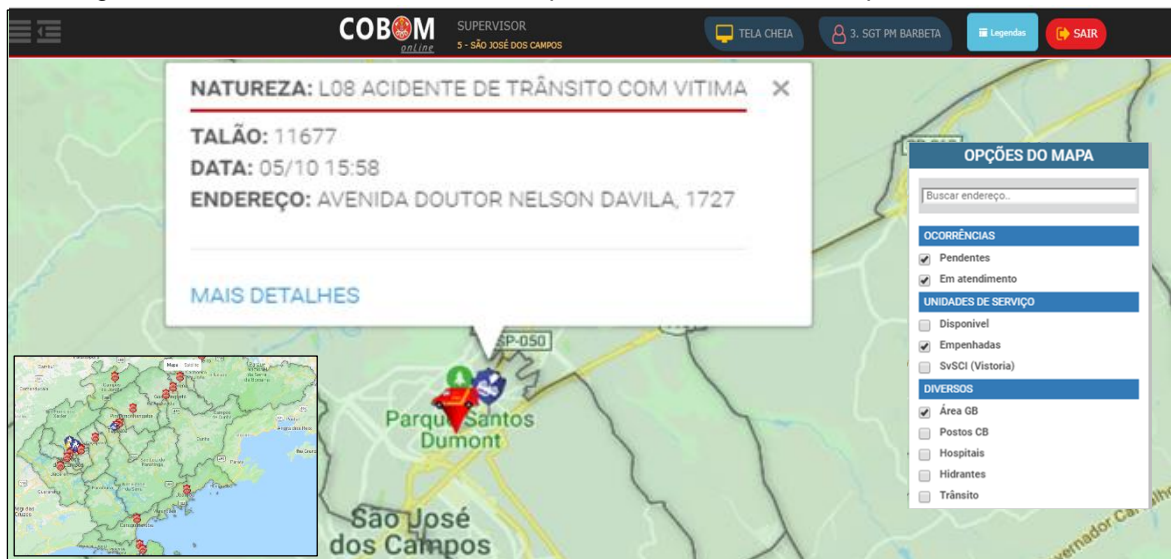 COBOM
online
SUPERVISOR
5 - SÃO JOSÉ DOS CAMPOS
TELA CHEIA
3. SGT PM BARBETA
Legendas
SAIR
NATUREZA: L08 ACIDENTE DE TRÂNSITO COM VITIMA
TALÃO: 11677
DATA: 05/10 15:58
ENDEREÇO: AVENIDA DOUTOR NELSON DAVILA, 1727
MAIS DETALHES
OPÇÕES DO MAPA
Buscar endereço..
OCORRÊNCIAS
Pendentes
Em atendimento
UNIDADES DE SERVIÇO
Disponivel
Empenhadas
SvSCI (Vistoria)
DIVERSOS
Área GB
Postos CB
Hospitais
Hidrantes
Trânsito
SP-050
Parque Santos
Dumont
São José
dos Campos